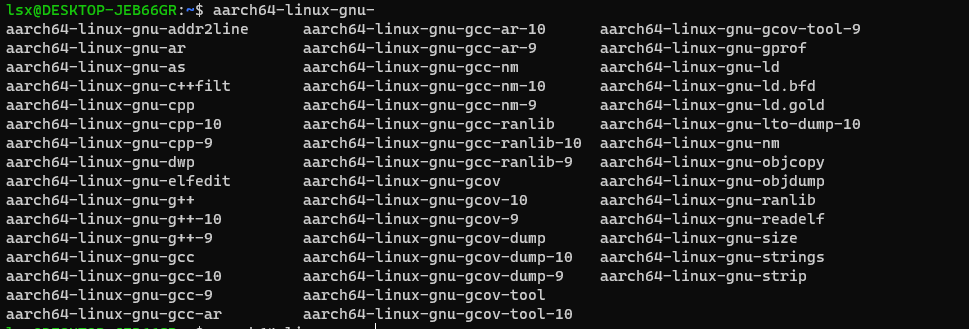 lsx@DESKTOP-JEB66GR:~$ aarch64-linux-gnu-
aarch64-linux-gnu-addr2line aarch64-linux-gnu-gcc-ar-10 aarch64-linux-gnu-gcov-tool-9
aarch64-linux-gnu-ar aarch64-linux-gnu-gcc-ar-9 aarch64-linux-gnu-gprof
aarch64-linux-gnu-as aarch64-linux-gnu-gcc-nm aarch64-linux-gnu-ld
aarch64-linux-gnu-c++filt aarch64-linux-gnu-gcc-nm-10 aarch64-linux-gnu-ld.bfd
aarch64-linux-gnu-cpp aarch64-linux-gnu-gcc-nm-9 aarch64-linux-gnu-ld.gold
aarch64-linux-gnu-cpp-10 aarch64-linux-gnu-gcc-ranlib aarch64-linux-gnu-lto-dump-10
aarch64-linux-gnu-cpp-9 aarch64-linux-gnu-gcc-ranlib-10 aarch64-linux-gnu-nm
aarch64-linux-gnu-dwp aarch64-linux-gnu-gcc-ranlib-9 aarch64-linux-gnu-objcopy
aarch64-linux-gnu-elfedit aarch64-linux-gnu-gcov aarch64-linux-gnu-objdump
aarch64-linux-gnu-g++ aarch64-linux-gnu-gcov-10 aarch64-linux-gnu-ranlib
aarch64-linux-gnu-g++-10 aarch64-linux-gnu-gcov-9 aarch64-linux-gnu-readelf
aarch64-linux-gnu-g++-9 aarch64-linux-gnu-gcov-dump aarch64-linux-gnu-size
aarch64-linux-gnu-gcc aarch64-linux-gnu-gcov-dump-10 aarch64-linux-gnu-strings
aarch64-linux-gnu-gcc-10 aarch64-linux-gnu-gcov-dump-9 aarch64-linux-gnu-strip
aarch64-linux-gnu-gcc-9 aarch64-linux-gnu-gcov-tool
aarch64-linux-gnu-gcc-ar aarch64-linux-gnu-gcov-tool-10